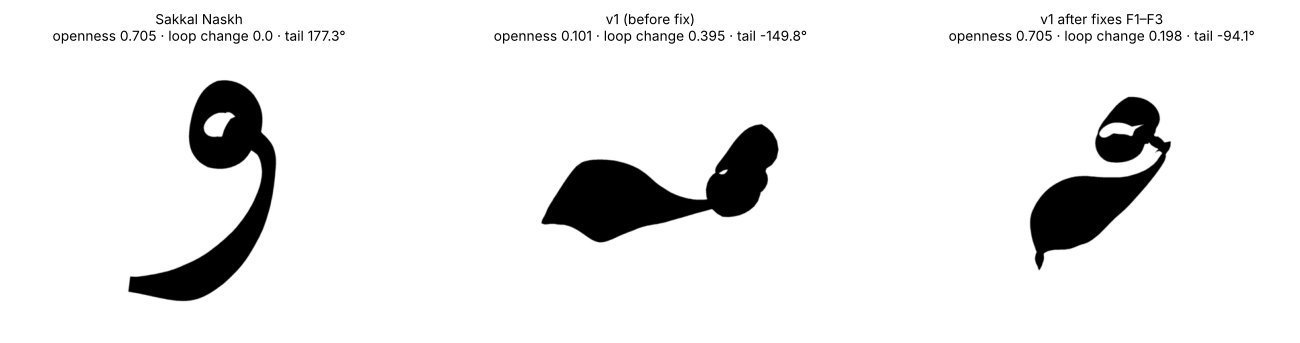 Sakkal Naskh
openness 0.705 · loop change 0.0 · tail 177.3°
و
v1 (before fix)
openness 0.101 · loop change 0.395 · tail -149.8°
v1 after fixes F1–F3
openness 0.705 · loop change 0.198 · tail -94.1°